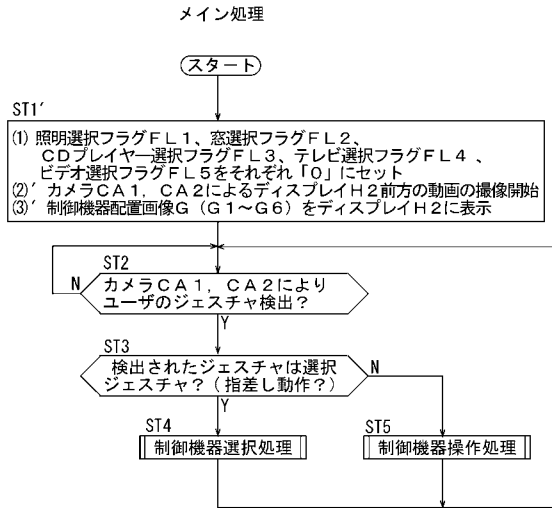 メイン処理
スタート
ST1′
(1) 照明選択フラグＦＬ１、窓選択フラグＦＬ２、
ＣＤプレイヤー選択フラグＦＬ３、テレビ選択フラグＦＬ４、
ビデオ選択フラグＦＬ５をそれぞれ「０」にセット
(2)′ カメラＣＡ１，ＣＡ２によるディスプレイＨ２前方の動画の撮像開始
(3)′ 制御機器配置画像Ｇ（Ｇ１～Ｇ６）をディスプレイＨ２に表示
ST2
N
カメラＣＡ１，ＣＡ２により
ユーザのジェスチャ検出？
Y
ST3
検出されたジェスチャは選択
ジェスチャ？（指差し動作？）
N
Y
ST4
制御機器選択処理
ST5
制御機器操作処理